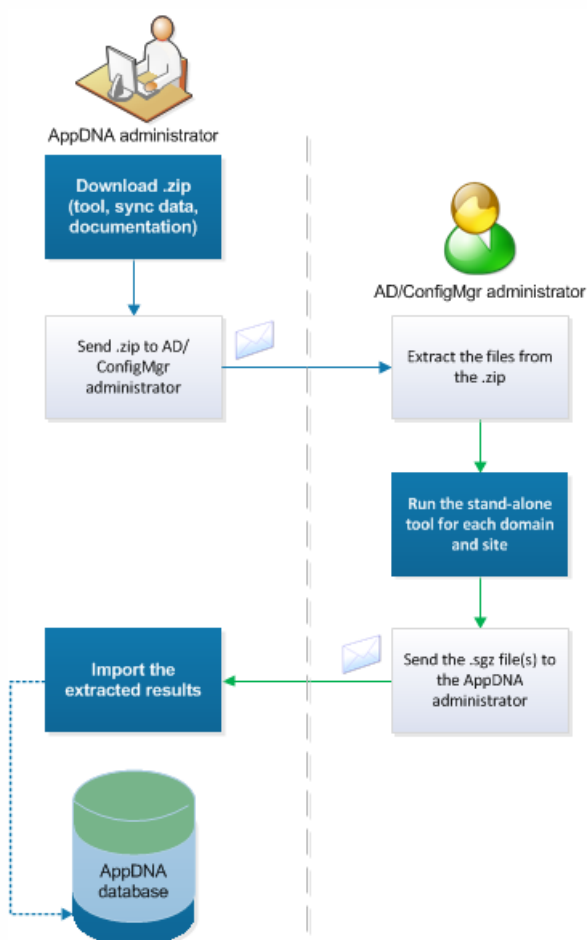 AppDNA administrator
Download .zip
(tool, sync data,
documentation)
AD/ConfigMgr administrator
Send .zip to AD/
ConfigMgr
administrator
Extract the files from
the .zip
Run the stand-alone
tool for each domain
and site
Send the .sgz file(s) to
the AppDNA
administrator
Import the
extracted results
AppDNA
database